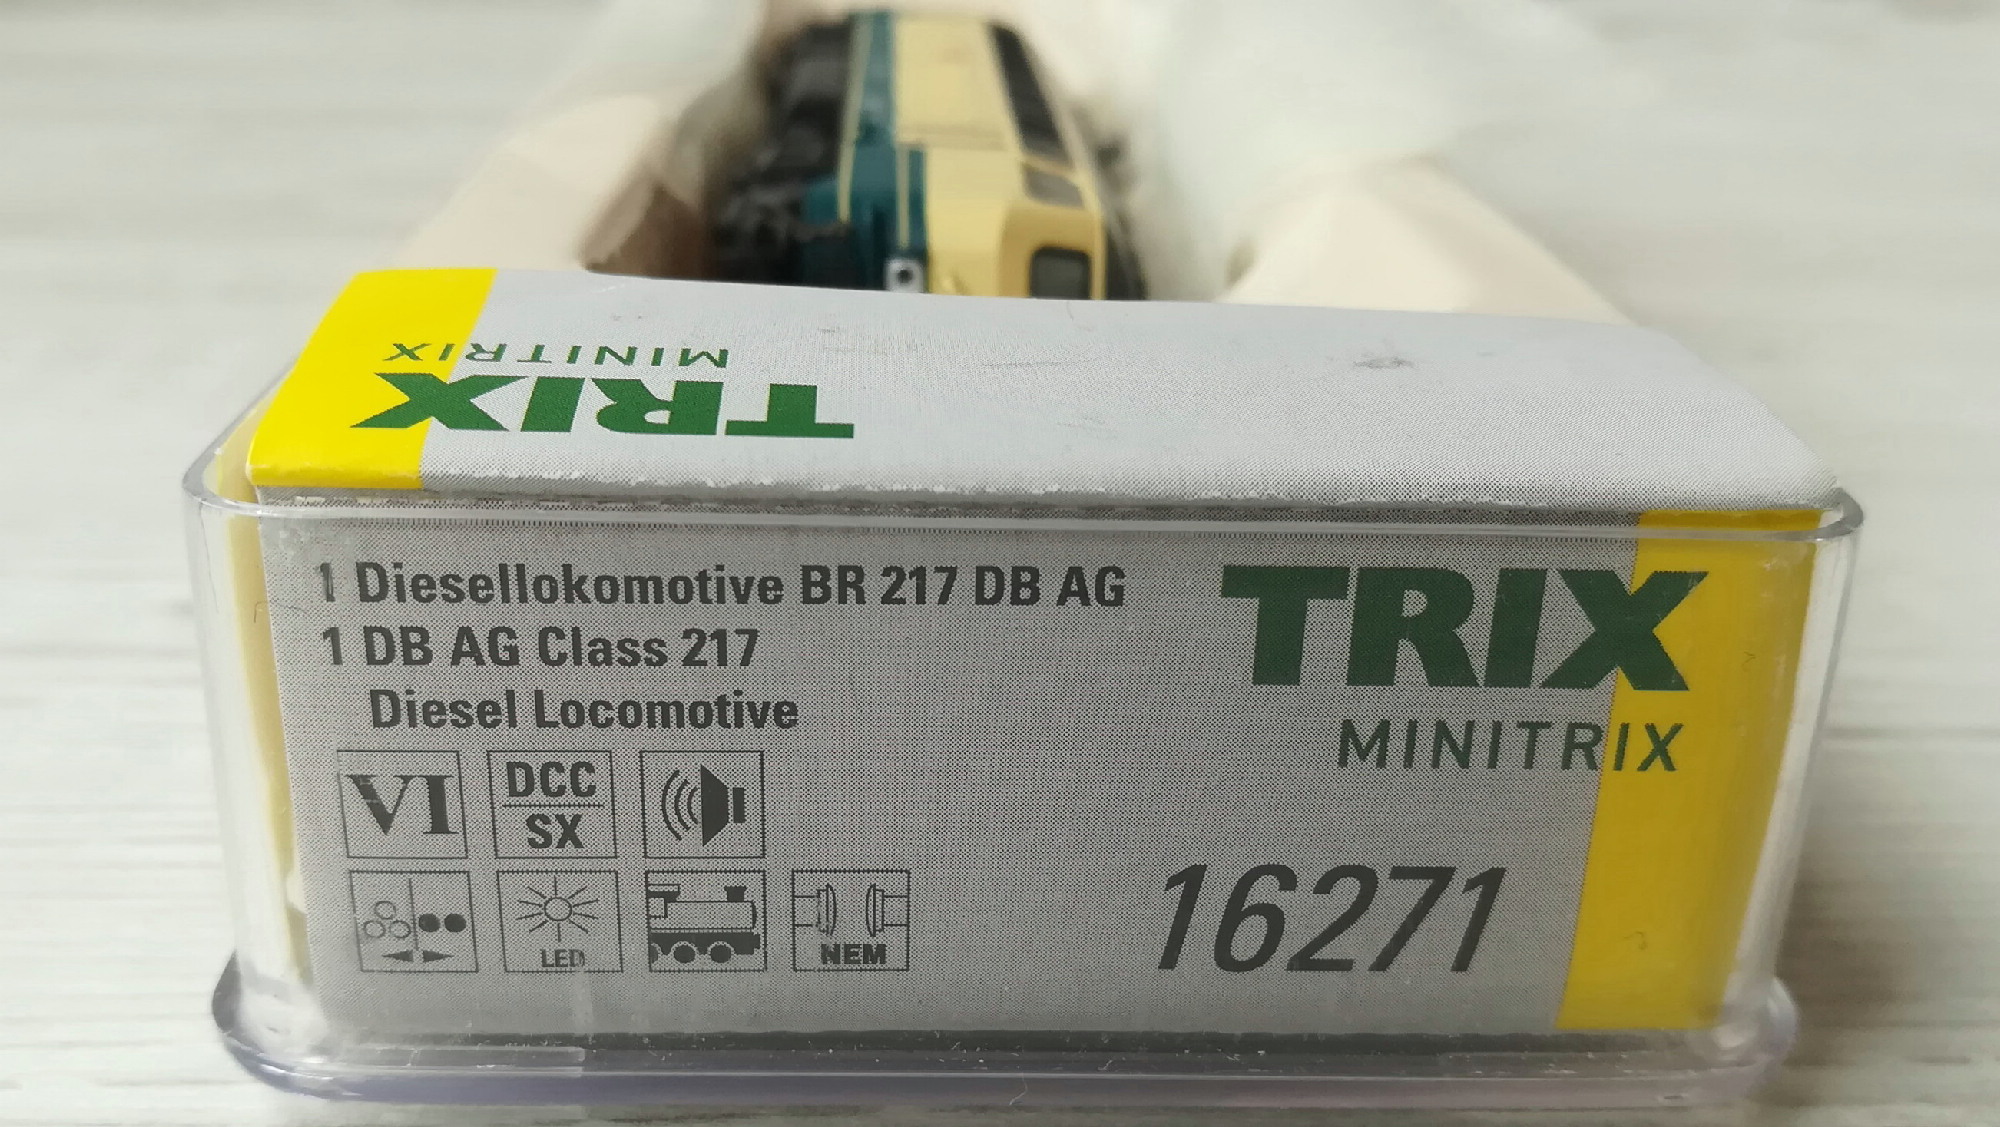 MINITRIX
TRIX
1 Diesellokomotive BR 217 DB AG
1 DB AG Class 217
Diesel Locomotive
TRIX
MINITRIX
VI
DCC
SX
LED
NEM
16271